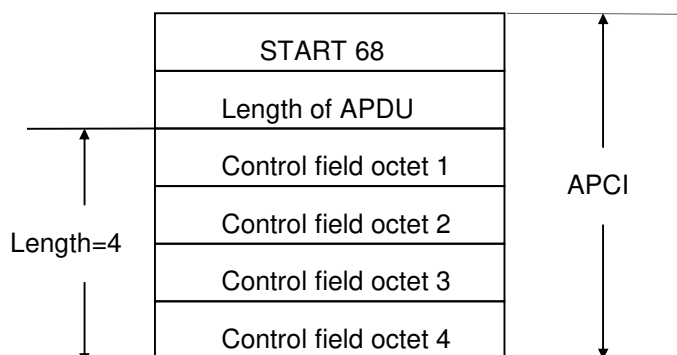 START 68
Length of APDU
Control field octet 1
APCI
Control field octet 2
Length=4
Control field octet 3
Control field octet 4